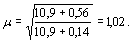 μ = √((10,9 + 0,56)/(10,9 + 0,14)) = 1,02 .